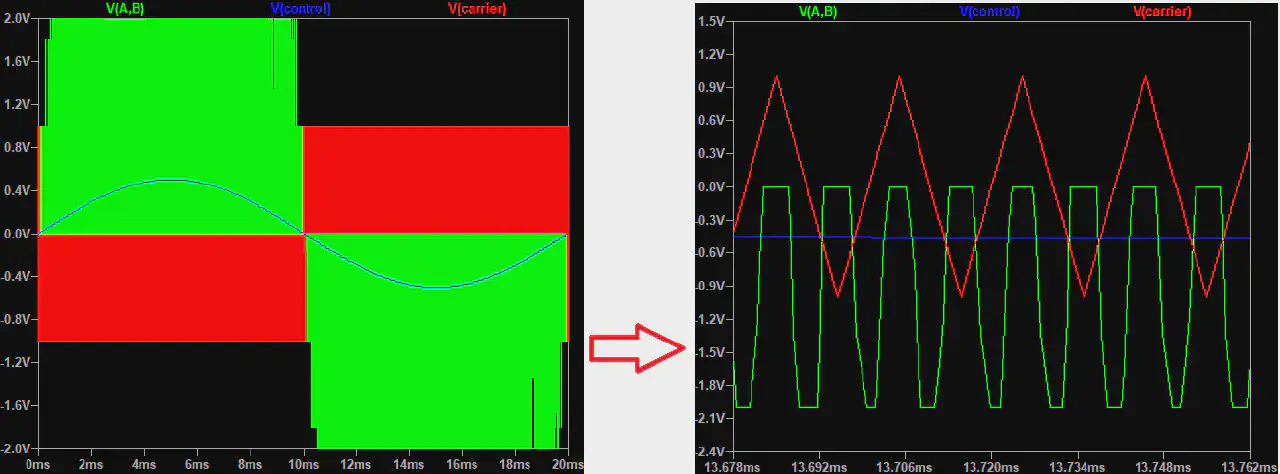 V(A,B) V(control) V(carrier)
2.0V
1.6V
1.2V
0.8V
0.4V
0.0V
-0.4V
-0.8V
-1.2V
-1.6V
-2.0V
0ms 2ms 4ms 6ms 8ms 10ms 12ms 14ms 16ms 18ms 20ms
V(A,B) V(control) V(carrier)
1.5V
1.2V
0.9V
0.6V
0.3V
0.0V
-0.3V
-0.6V
-0.9V
-1.2V
-1.5V
-1.8V
-2.1V
-2.4V
13.678ms 13.692ms 13.706ms 13.720ms 13.734ms 13.748ms 13.762ms